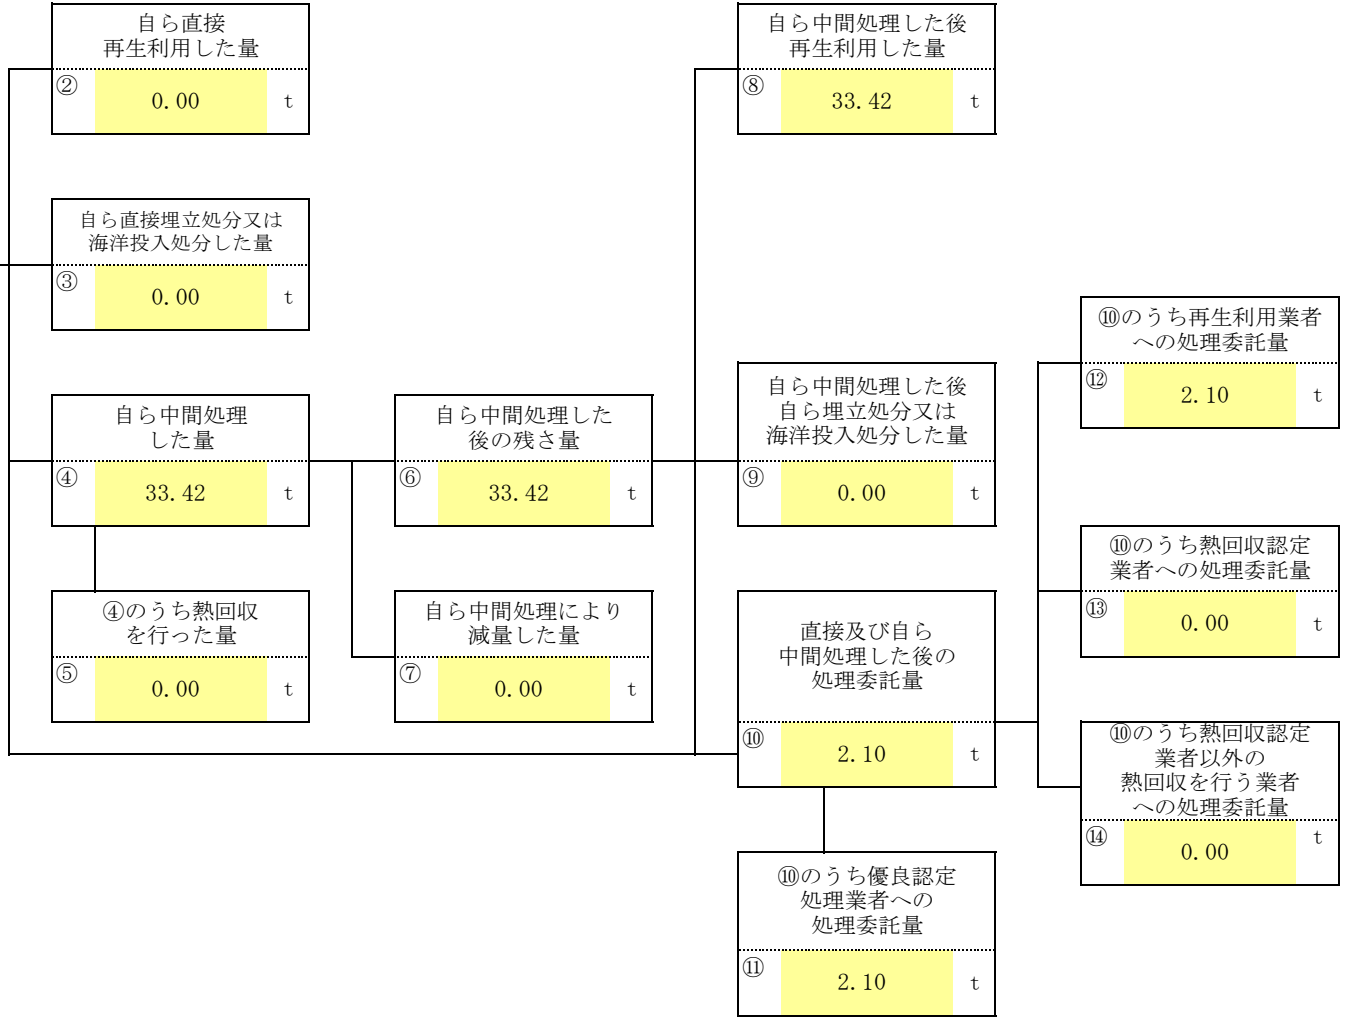 自ら直接
再生利用した量
② 0.00 t
自ら直接埋立処分又は
海洋投入処分した量
③ 0.00 t
自ら中間処理
した量
④ 33.42 t
④のうち熱回収
を行った量
⑤ 0.00 t
自ら中間処理した
後の残さ量
⑥ 33.42 t
自ら中間処理により
減量した量
⑦ 0.00 t
自ら中間処理した後
再生利用した量
⑧ 33.42 t
自ら中間処理した後
自ら埋立処分又は
海洋投入処分した量
⑨ 0.00 t
直接及び自ら
中間処理した後の
処理委託量
⑩ 2.10 t
⑩のうち優良認定
処理業者への
処理委託量
⑪ 2.10 t
⑩のうち再生利用業者
への処理委託量
⑫ 2.10 t
⑩のうち熱回収認定
業者への処理委託量
⑬ 0.00 t
⑩のうち熱回収認定
業者以外の
熱回収を行う業者
への処理委託量
⑭ 0.00 t